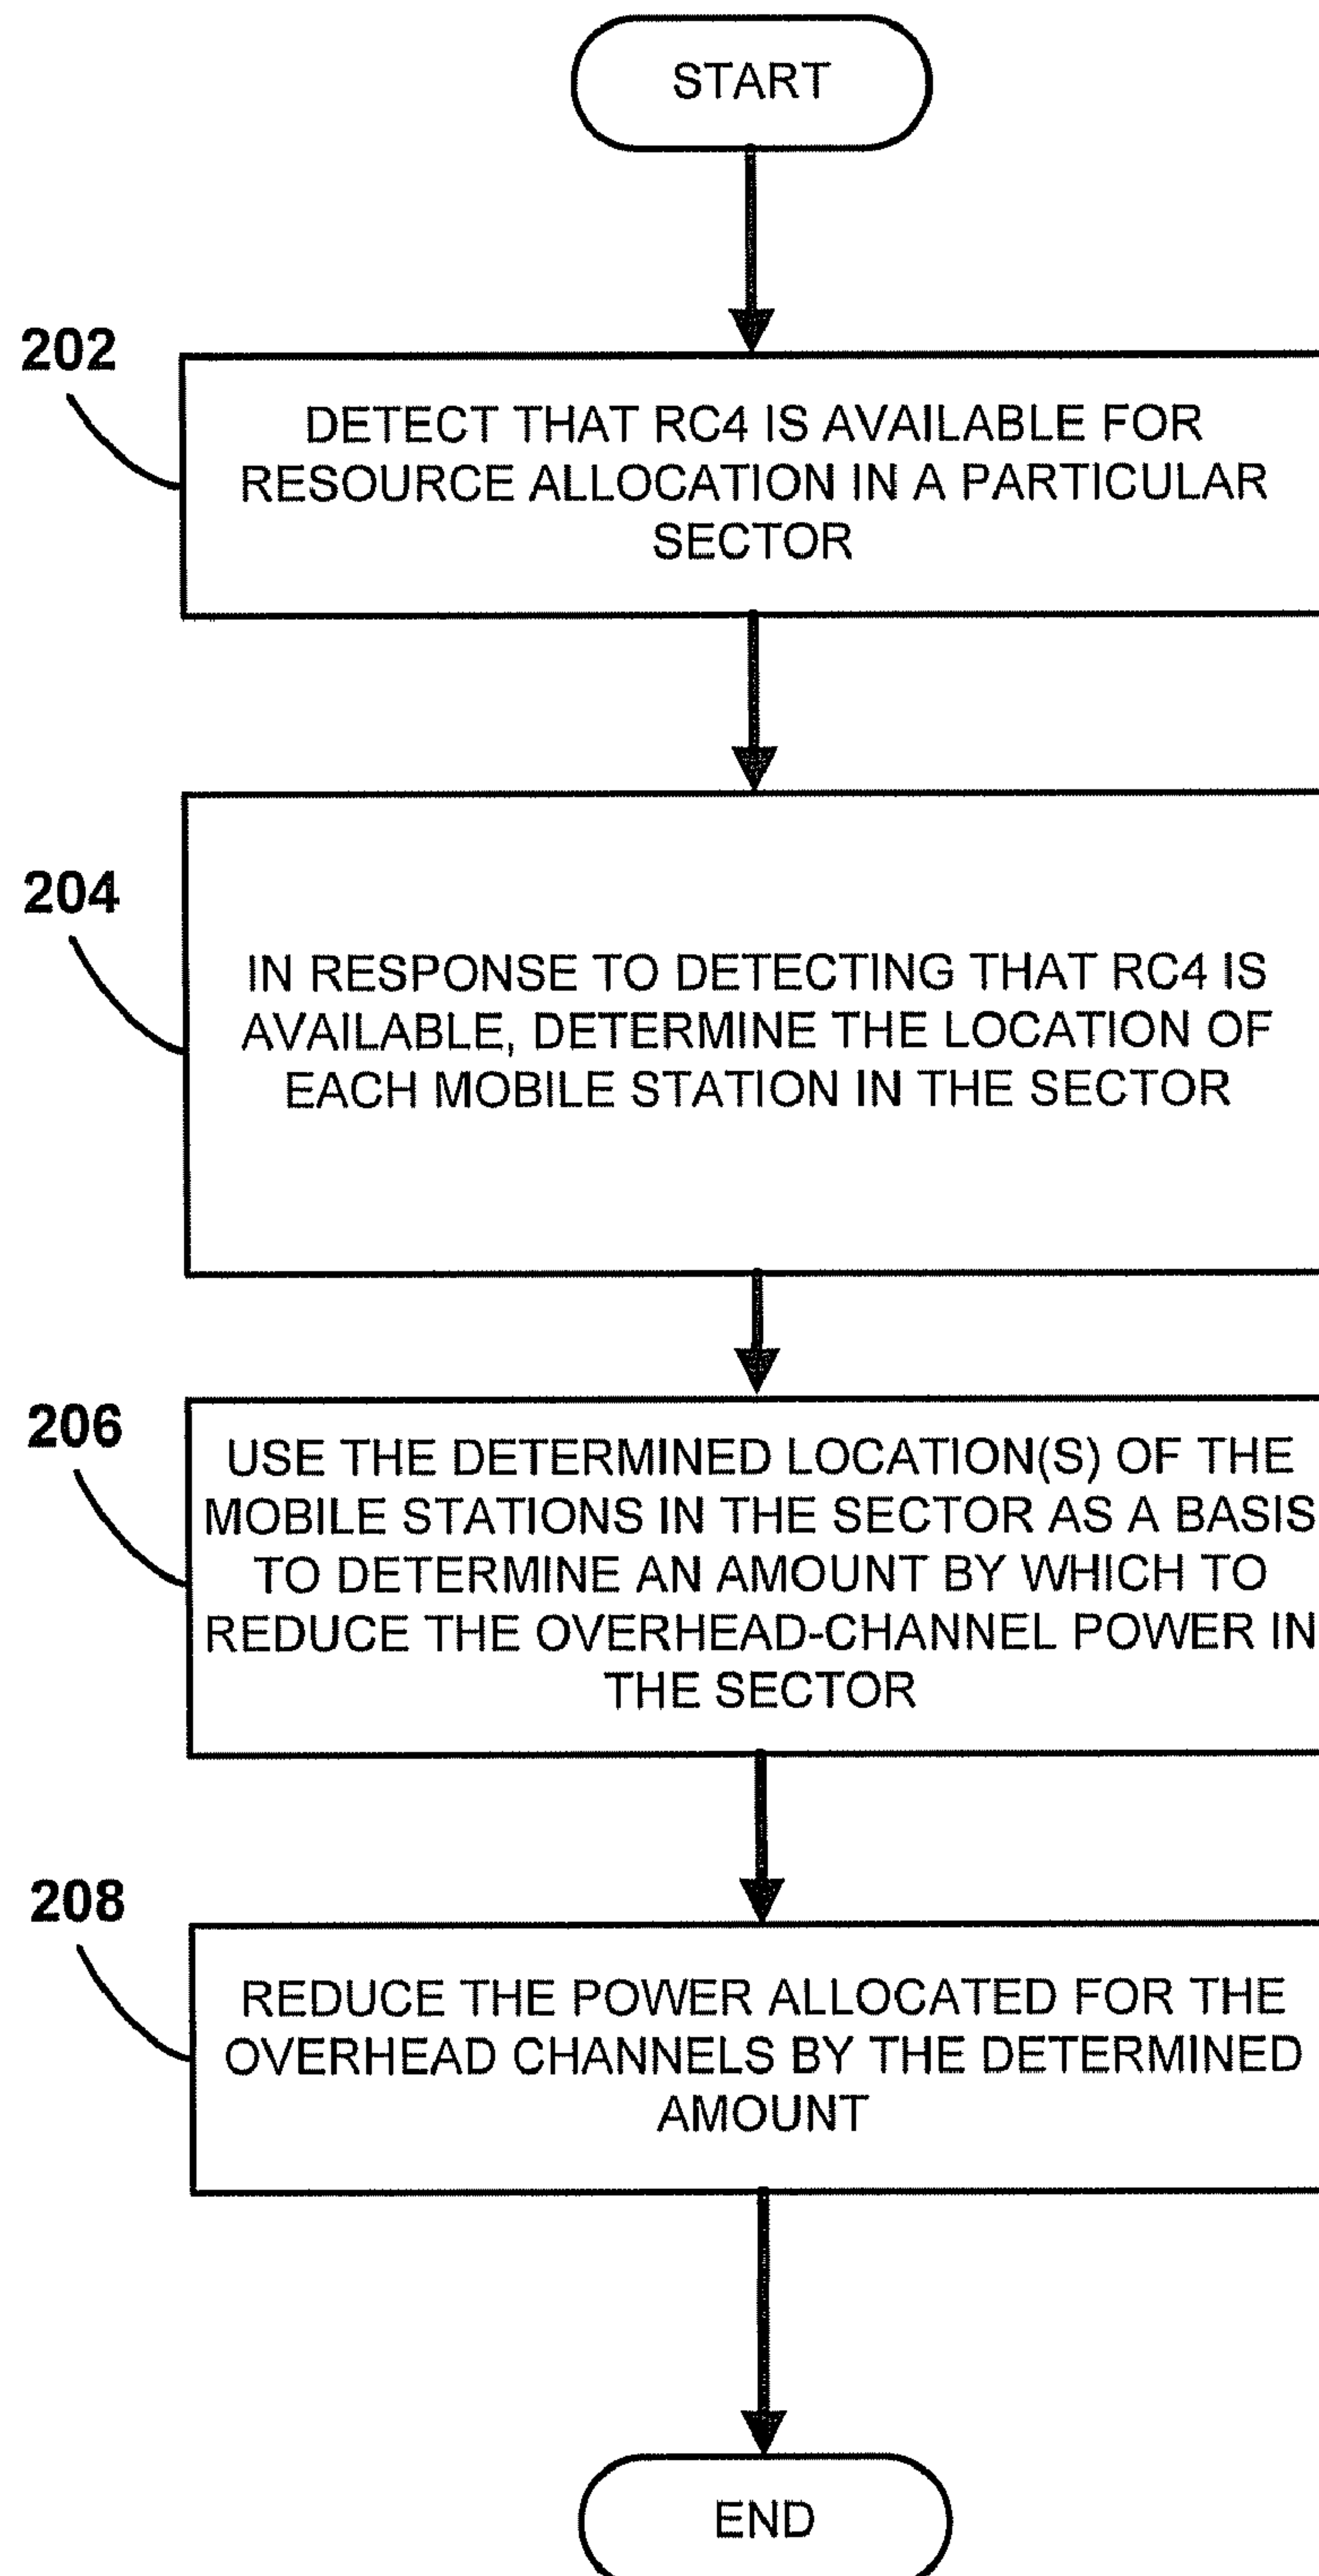 START
202
DETECT THAT RC4 IS AVAILABLE FOR
RESOURCE ALLOCATION IN A PARTICULAR
SECTOR
204
IN RESPONSE TO DETECTING THAT RC4 IS
AVAILABLE, DETERMINE THE LOCATION OF
EACH MOBILE STATION IN THE SECTOR
206
USE THE DETERMINED LOCATION(S) OF THE
MOBILE STATIONS IN THE SECTOR AS A BASIS
TO DETERMINE AN AMOUNT BY WHICH TO
REDUCE THE OVERHEAD-CHANNEL POWER IN
THE SECTOR
208
REDUCE THE POWER ALLOCATED FOR THE
OVERHEAD CHANNELS BY THE DETERMINED
AMOUNT
END